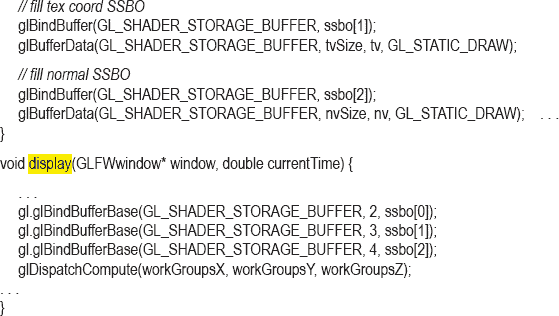 // fill tex coord SSBO
glBindBuffer(GL_SHADER_STORAGE_BUFFER, ssbo[1]);
glBufferData(GL_SHADER_STORAGE_BUFFER, tvSize, tv, GL_STATIC_DRAW);
// fill normal SSBO
glBindBuffer(GL_SHADER_STORAGE_BUFFER, ssbo[2]);
glBufferData(GL_SHADER_STORAGE_BUFFER, nvSize, nv, GL_STATIC_DRAW); . . .
}
void display(GLFWwindow* window, double currentTime) {
. . .
gl.glBindBufferBase(GL_SHADER_STORAGE_BUFFER, 2, ssbo[0]);
gl.glBindBufferBase(GL_SHADER_STORAGE_BUFFER, 3, ssbo[1]);
gl.glBindBufferBase(GL_SHADER_STORAGE_BUFFER, 4, ssbo[2]);
glDispatchCompute(workGroupsX, workGroupsY, workGroupsZ);
. . .
}